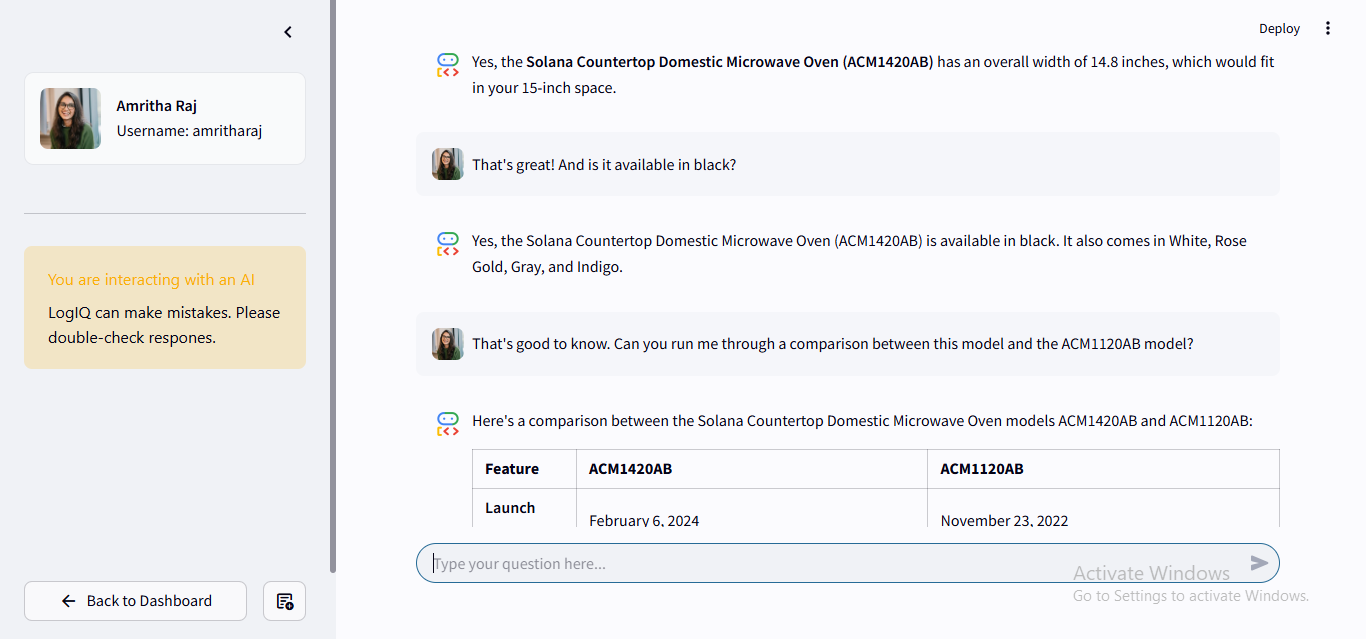 Deploy
Amritha Raj
Username: amritharaj
You are interacting with an AI
LogIQ can make mistakes. Please
double-check respones.
Back to Dashboard
Yes, the Solana Countertop Domestic Microwave Oven (ACM1420AB) has an overall width of 14.8 inches, which would fit
in your 15-inch space.
That's great! And is it available in black?
Yes, the Solana Countertop Domestic Microwave Oven (ACM1420AB) is available in black. It also comes in White, Rose
Gold, Gray, and Indigo.
That's good to know. Can you run me through a comparison between this model and the ACM1120AB model?
Here's a comparison between the Solana Countertop Domestic Microwave Oven models ACM1420AB and ACM1120AB:
Feature ACM1420AB ACM1120AB
Launch
February 6, 2024 November 23, 2022
Type your question here...
Activate Windows
Go to Settings to activate Windows.